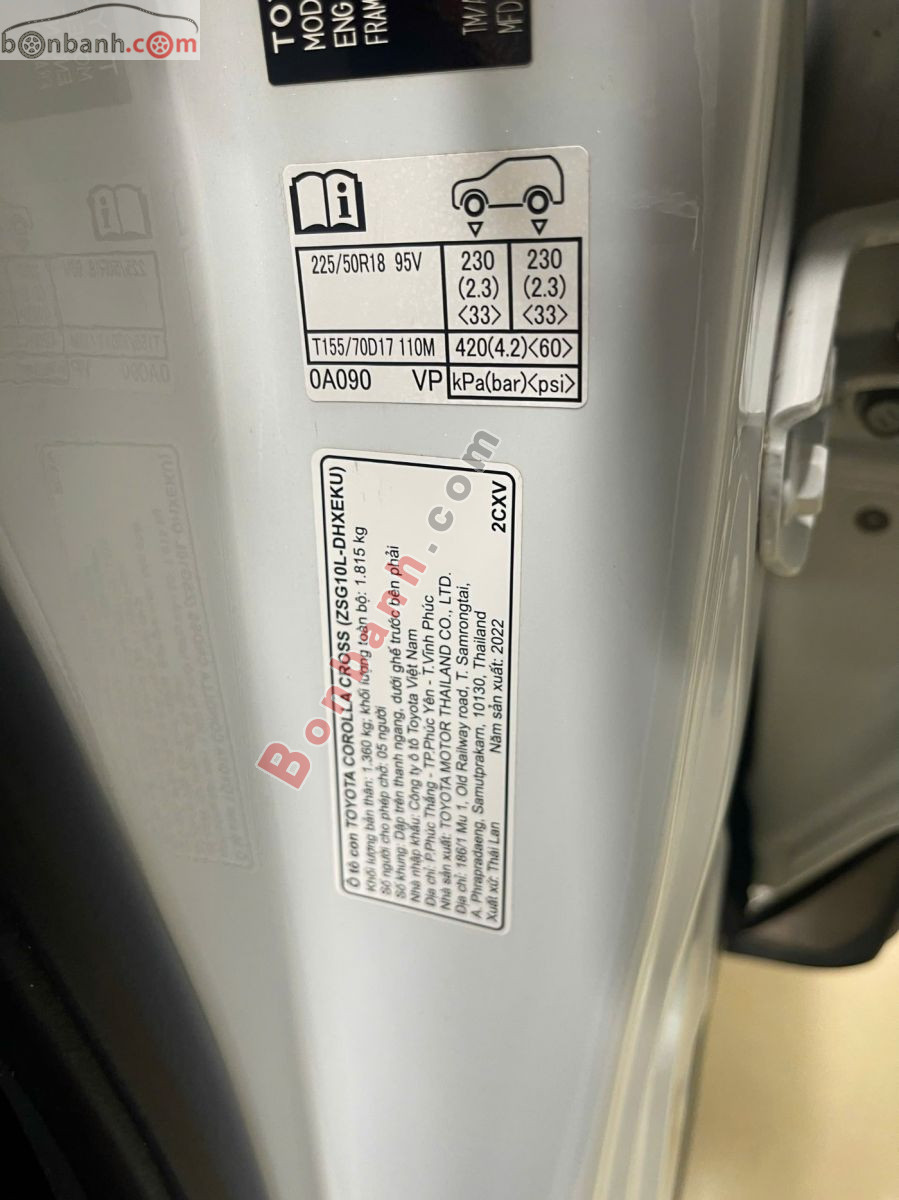 bonbanh.com
TO
MOD
ENG
FRAM
TM/
MFD
225/50R18 95V 230 230
(2.3) (2.3)
<33> <33>
T155/70D17 110M 420(4.2)<60>
0A090 VP kPa(bar)<psi>
Ô tô con TOYOTA COROLLA CROSS (ZSG10L-DHXEKU)
Khối lượng bản thân: 1.360 kg; khối lượng toàn bộ: 1.815 kg
Số người cho phép chở: 05 người
Số khung: Dập trên thanh ngang, dưới ghế trước bên phải
Nhà nhập khẩu: Công ty ô tô Toyota Việt Nam
Địa chỉ: P.Phúc Thắng - TP.Phúc Yên - T.Vĩnh Phúc
Nhà sản xuất: TOYOTA MOTOR THAILAND CO., LTD.
Địa chỉ: 186/1 Mu 1, Old Railway road, T. Samrongtai,
A. Phrapradaeng, Samutprakarn, 10130, Thailand
Xuất xứ: Thái Lan Năm sản xuất: 2022 2CXV
Bonbanh.com